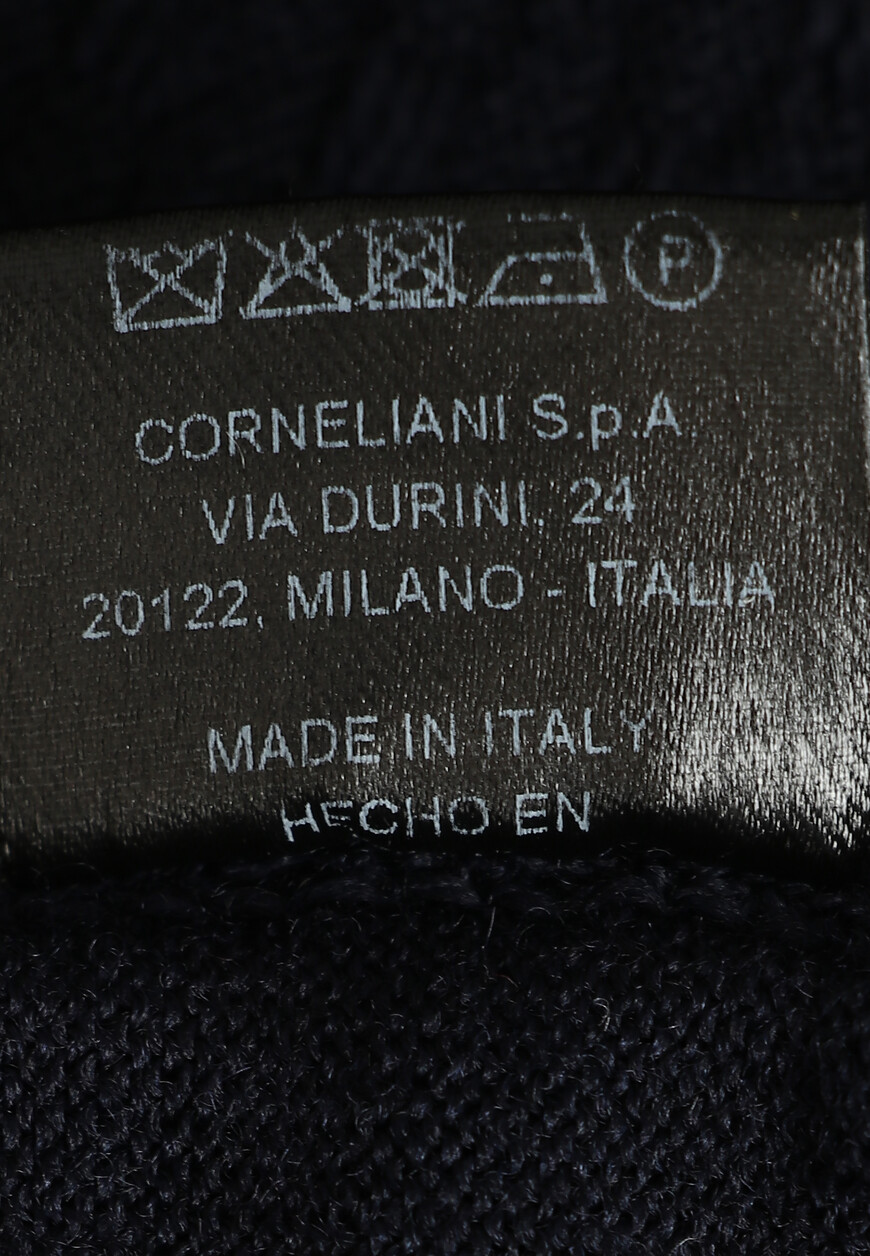 P
CORNELIANI S.p.A.
VIA DURINI, 24
20122, MILANO - ITALIA
MADE IN ITALY
HECHO EN